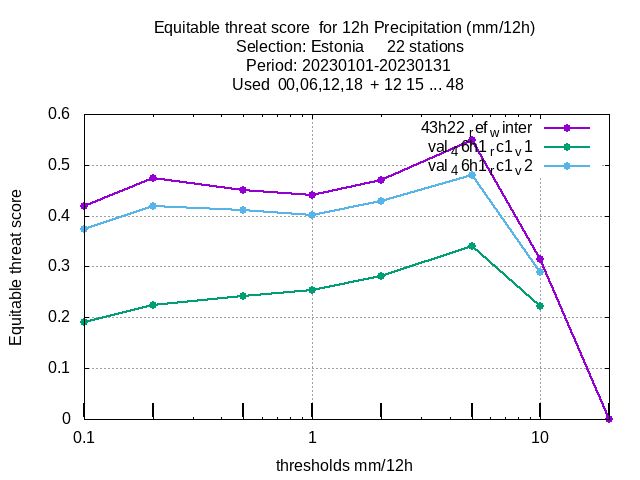 Equitable threat score  for 12h Precipitation (mm/12h)
Selection: Estonia     22 stations
Period: 20230101-20230131
Used  00,06,12,18  + 12 15 ... 48
43h22_ref_winter
val_46h1_rc1_v1
val_46h1_rc1_v2
Equitable threat score
0.6
0.5
0.4
0.3
0.2
0.1
0
0.1
1
10
thresholds mm/12h